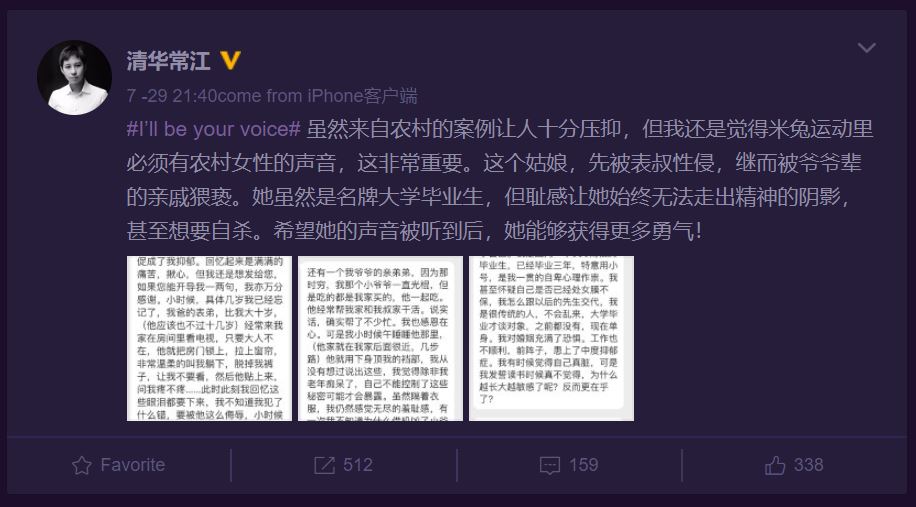 清华常江
7 -29 21:40come from iPhone客户端
#I'll be your voice# 虽然来自农村的案例让人十分压抑，但我还是觉得米兔运动里
必须有农村女性的声音，这非常重要。这个姑娘，先被表叔性侵，继而被爷爷辈
的亲戚猥亵。她虽然是名牌大学毕业生，但耻感让她始终无法走出精神的阴影，
甚至想要自杀。希望她的声音被听到后，她能够获得更多勇气！
促成了我抑郁。回忆起来是满满的
痛苦，揪心，但我还是想发给您，
如果您能开导我一两句，我亦万分
感谢，小时候，具体几岁我已经忘
记了，我爸的表弟，比我大十岁，
（他应该也不过十几岁）经常来我
家在房间里看电视，只要大人不
在，他就把房门锁上，拉上窗帘，
非常温柔的叫我躺下，脱掉我裤
子，让我不要看，然后他贴上来，
问我疼不疼……此时此刻我回忆这
些眼泪都要下来，我不知道我犯了
什么错，要被他这么侮辱，小时候
还有一个我爷爷的亲弟弟，因为那
时穷，我那个小爷爷一直光棍，但
是吃的都是我家买的，他一起吃。
他经常帮我家和我叔家干活，说笑
话，确实帮了不少忙。我也感恩在
心。可是我小时候午睡睡他那里，
（他家就在我家后面很近，几步
路）他就用下身顶我的裆部，我从
没有想过说出这些，我觉得除非我
老年痴呆了，自己不能控制了这些
秘密可能才会暴露。虽然隔着衣
服，我仍然感觉无尽的羞耻感，有
毕业生，已经毕业三年，特意用小
号，是我一贯的自卑心理作祟。我
甚至怀疑自己是否已经处女膜不
保，我怎么跟以后的先生交代，我
是很传统的人，不会乱来，大学毕
业才谈对象，之前都没有，现在单
身。我对婚姻充满了恐惧。工作也
不顺利。前阵子，患上了中度抑郁
症。我有时候觉得自己真脏，可是
我发誓读书时候真不觉得，为什么
越长大越敏感了呢？反而更在乎
了？
Favorite
512
159
338